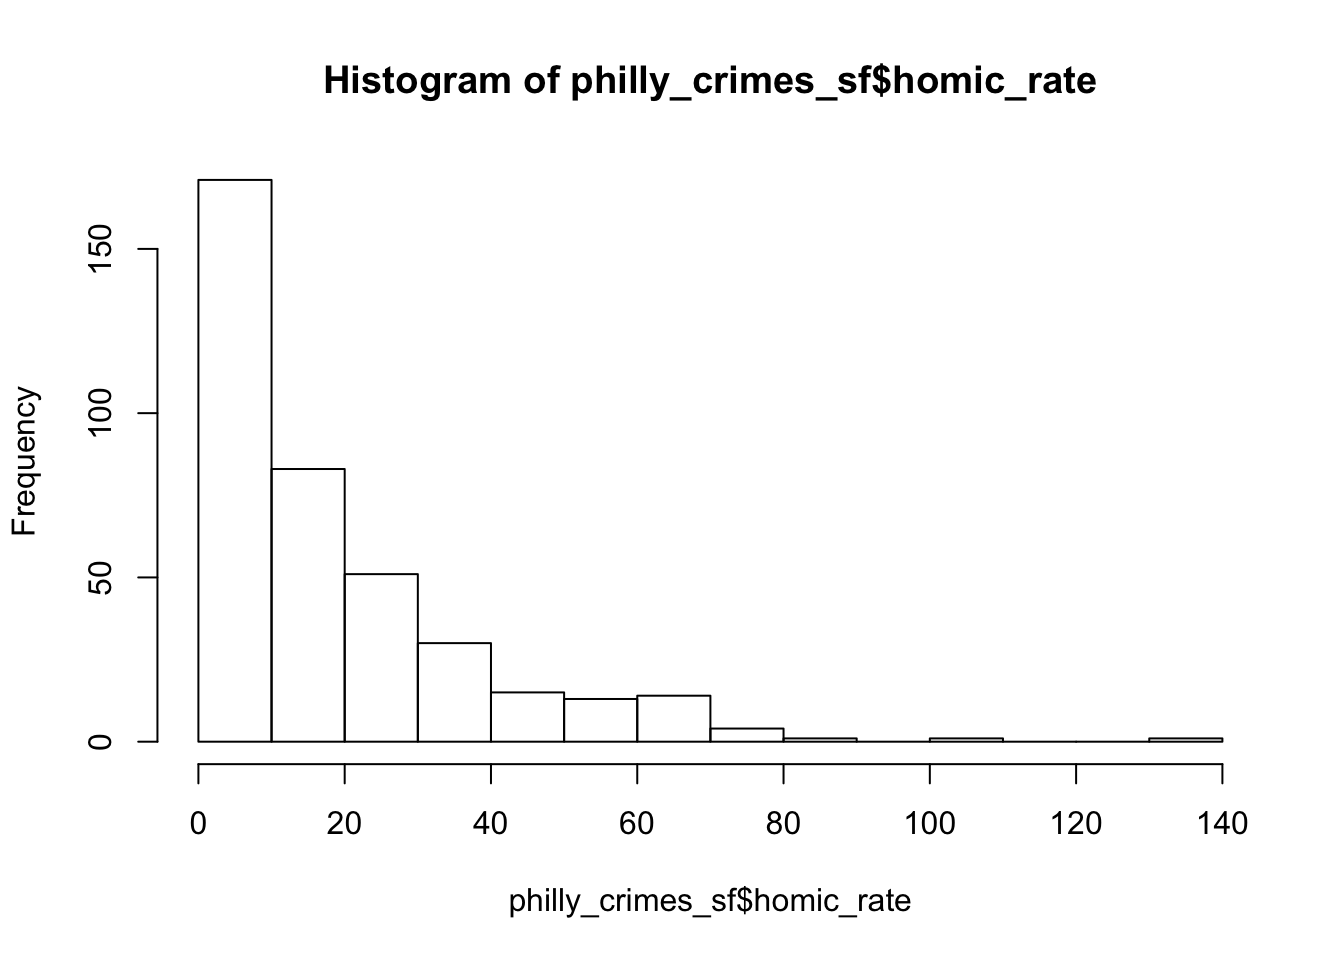 Histogram of philly_crimes_sf$homic_rate
150
100
50
0
Frequency
0 20 40 60 80 100 120 140
philly_crimes_sf$homic_rate